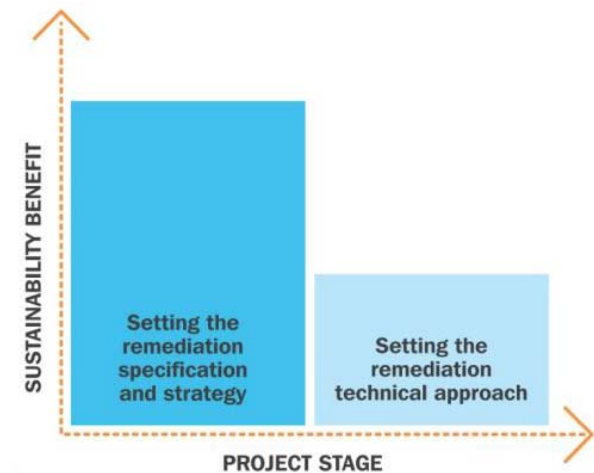 SUSTAINABILITY BENEFIT
Setting the
remediation
specification
and strategy
Setting the
remediation
technical approach
PROJECT STAGE